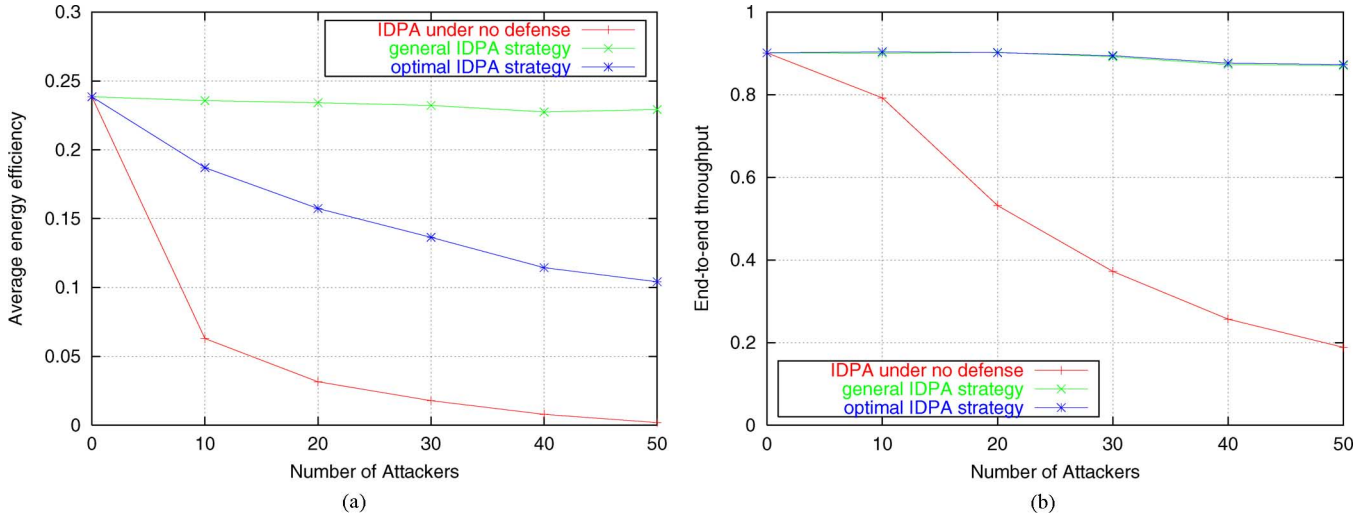 0.3
0.25
0.2
0.15
0.1
0.05
0
Average energy efficiency
IDPA under no defense
general IDPA strategy
optimal IDPA strategy
0 10 20 30 40 50
Number of Attackers
(a)
1
0.8
0.6
0.4
0.2
0
End-to-end throughput
IDPA under no defense
general IDPA strategy
optimal IDPA strategy
0 10 20 30 40 50
Number of Attackers
(b)